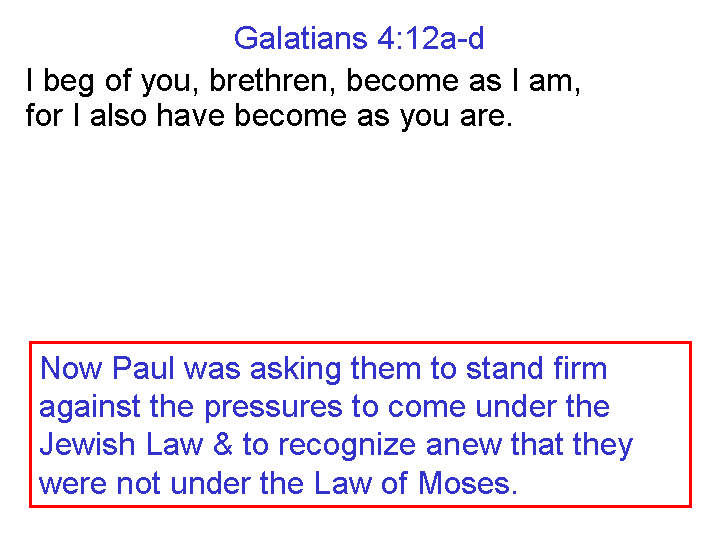 Galatians 4:12a-d
I beg of you, brethren, become as I am,
for I also have become as you are.
Now Paul was asking them to stand firm
against the pressures to come under the
Jewish Law & to recognize anew that they
were not under the Law of Moses.